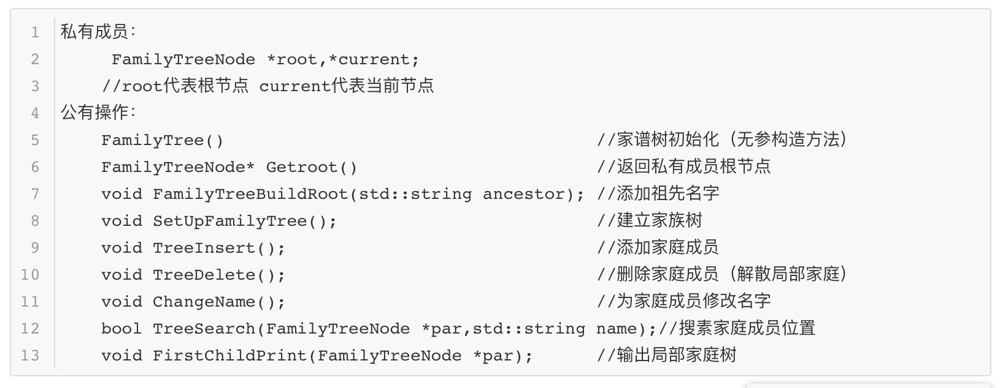 1 私有成员:
2 FamilyTreeNode *root,*current;
3 //root代表根节点 current代表当前节点
4 公有操作:
5 FamilyTree() //家谱树初始化（无参构造方法）
6 FamilyTreeNode* Getroot() //返回私有成员根节点
7 void FamilyTreeBuildRoot(std::string ancestor); //添加祖先名字
8 void SetUpFamilyTree(); //建立家族树
9 void TreeInsert(); //添加家庭成员
10 void TreeDelete(); //删除家庭成员（解散局部家庭）
11 void ChangeName(); //为家庭成员修改名字
12 bool TreeSearch(FamilyTreeNode *par,std::string name);//搜素家庭成员位置
13 void FirstChildPrint(FamilyTreeNode *par); //输出局部家庭树